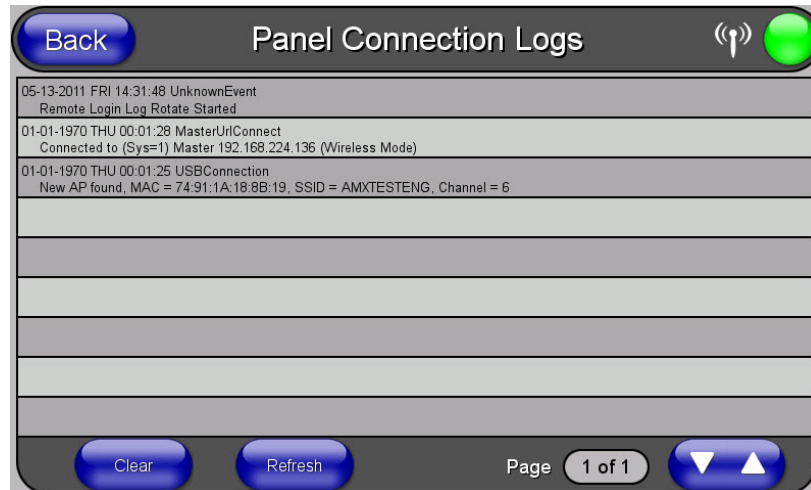 Back
Panel Connection Logs
05-13-2011 FRI 14:31:48 UnknownEvent
Remote Login Log Rotate Started
01-01-1970 THU 00:01:28 MasterUrlConnect
Connected to (Sys=1) Master 192.168.224.136 (Wireless Mode)
01-01-1970 THU 00:01:25 USBConnection
New AP found, MAC = 74:91:1A:18:8B:19, SSID = AMXTESTENG, Channel = 6
Clear
Refresh
Page
1 of 1